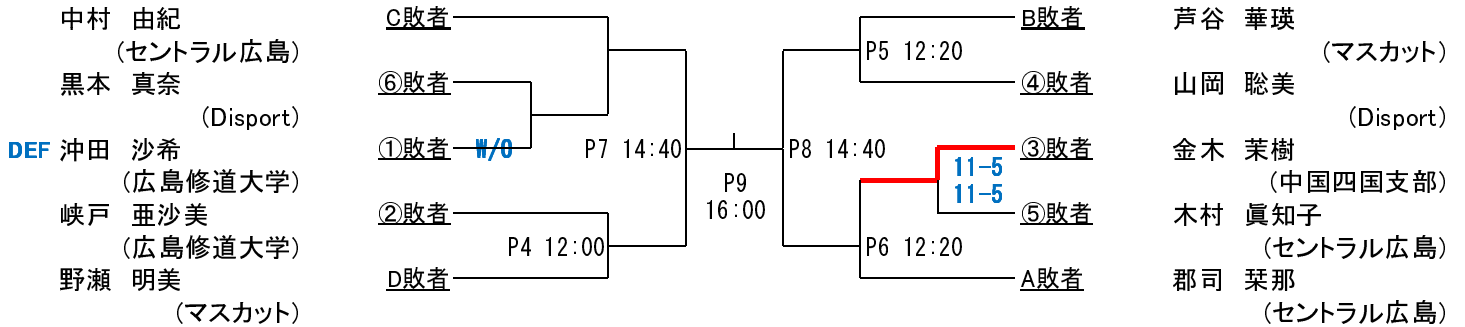 中村 由紀 C敗者 B敗者 芦谷 華瑛
(セントラル広島) P5 12:20 (マスカット)
黒本 真奈 ⑥敗者 ④敗者 山岡 聡美
(Disport) (Disport)
DEF 沖田 沙希 ①敗者 W/O P7 14:40 P8 14:40 ③敗者 金木 茉樹
(広島修道大学) P9 11-5 (中国四国支部)
16:00 11-5
峡戸 亜沙美 ②敗者 ⑤敗者 木村 眞知子
(広島修道大学) P4 12:00 P6 12:20 (セントラル広島)
野瀬 明美 D敗者 A敗者 郡司 栞那
(マスカット) (セントラル広島)